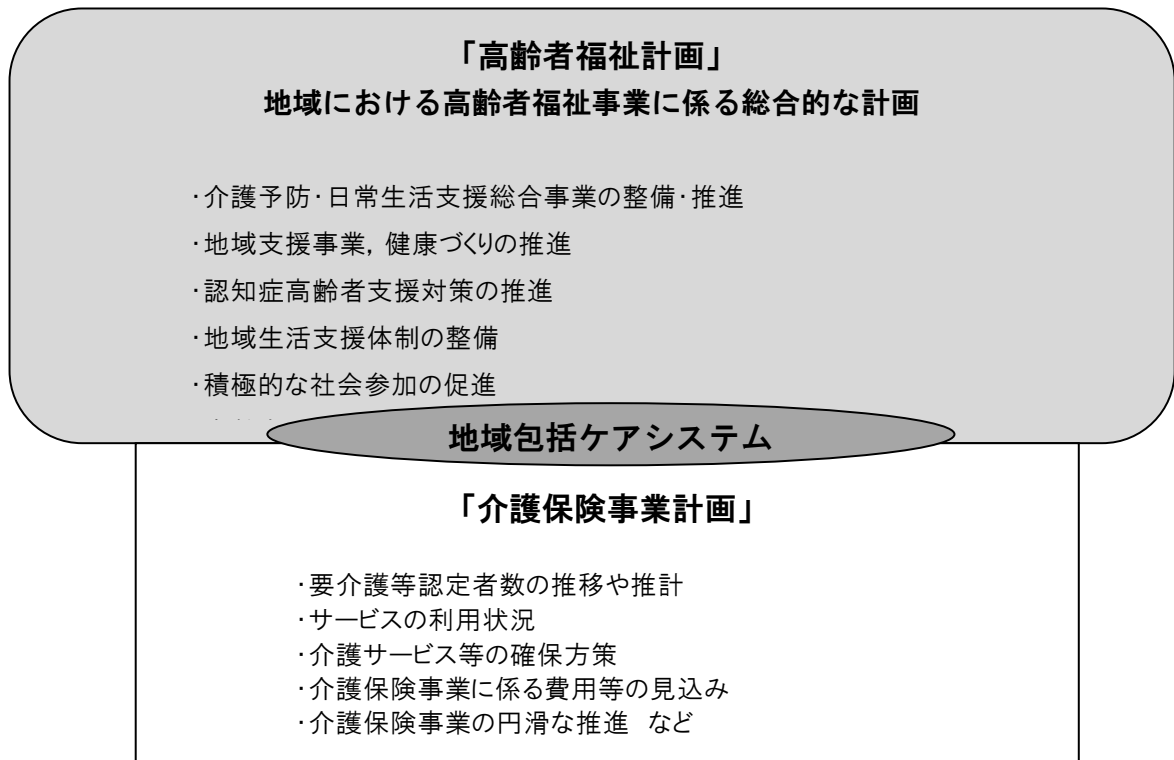 「高齢者福祉計画」
地域における高齢者福祉事業に係る総合的な計画
・介護予防・日常生活支援総合事業の整備・推進
・地域支援事業, 健康づくりの推進
・認知症高齢者支援対策の推進
・地域生活支援体制の整備
・積極的な社会参加の促進
地域包括ケアシステム
「介護保険事業計画」
・要介護等認定者数の推移や推計
・サービスの利用状況
・介護サービス等の確保方策
・介護保険事業に係る費用等の見込み
・介護保険事業の円滑な推進　など